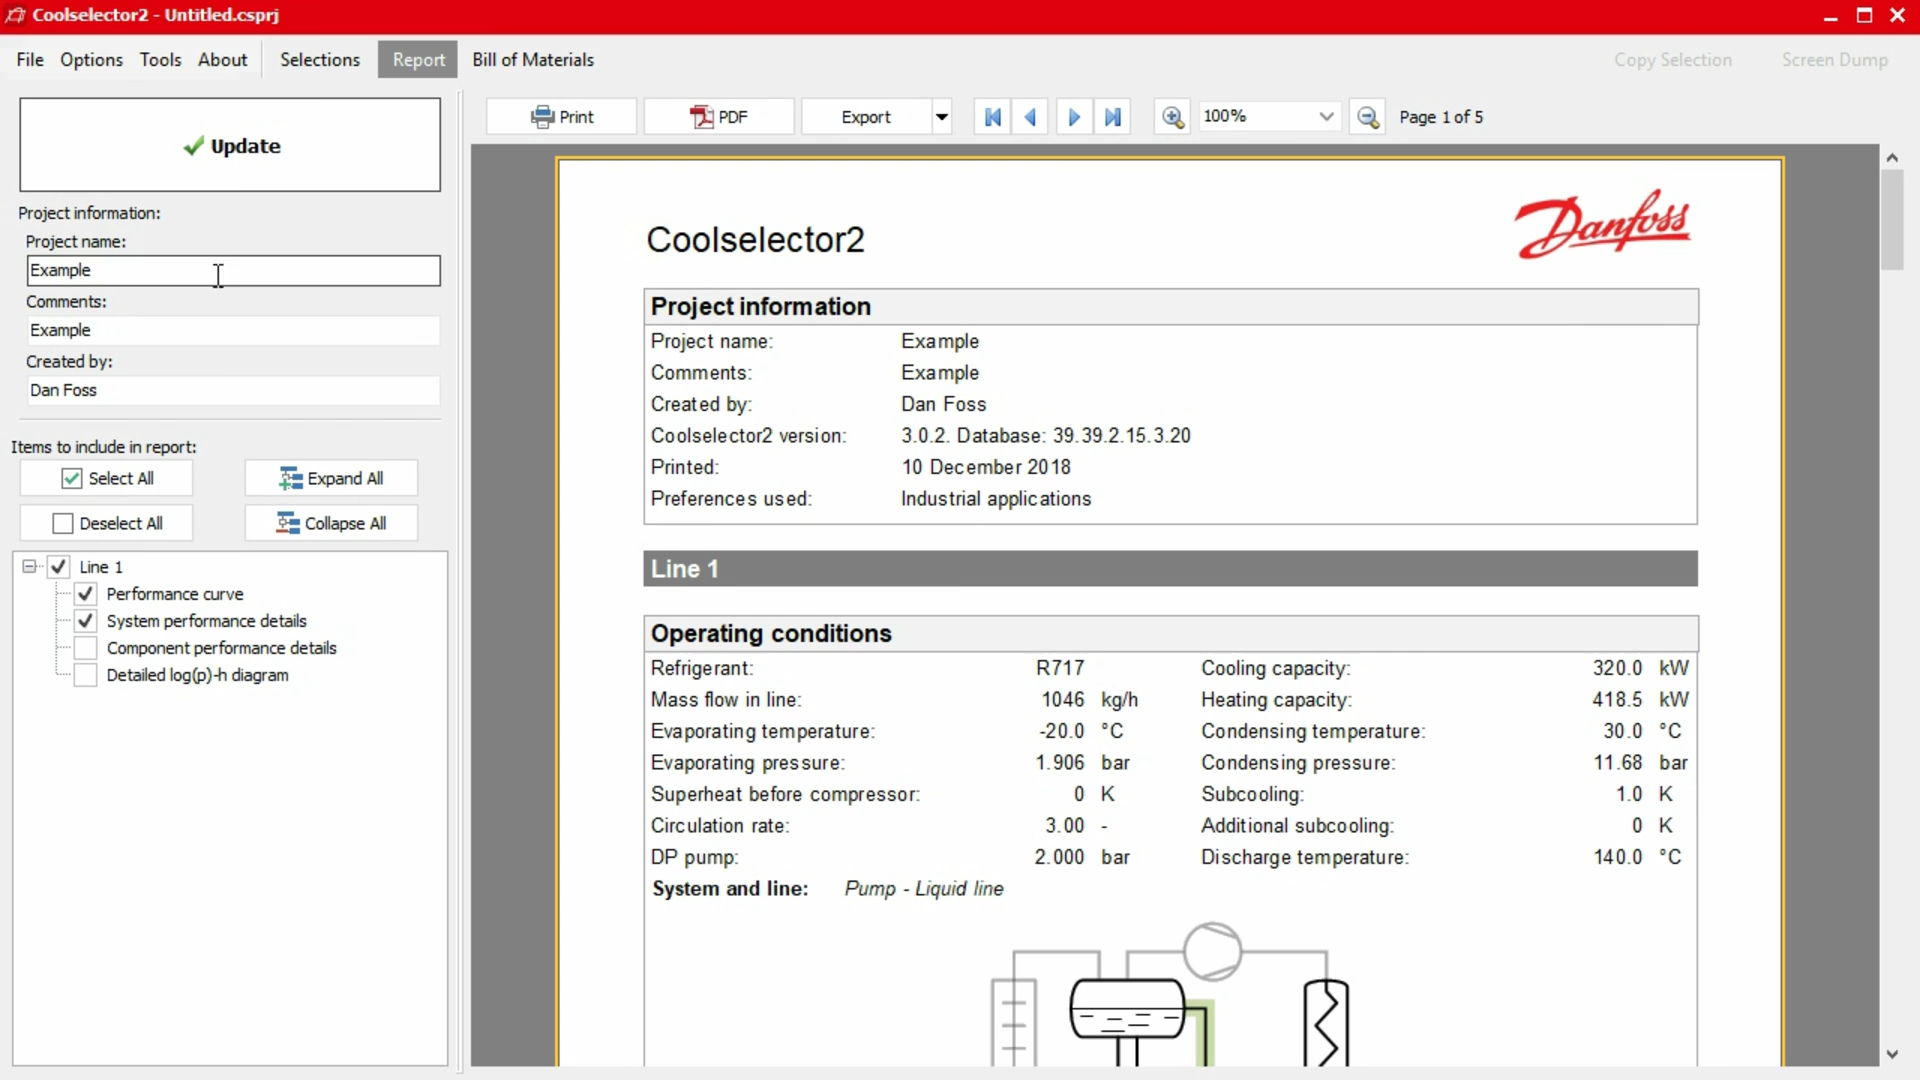 Coolselector2 - Untitled.csprj
File Options Tools About Selections Report Bill of Materials Copy Selection Screen Dump
Update
Print PDF Export 100% Page 1 of 5
Project information:
Project name:
Example
Comments:
Example
Created by:
Dan Foss
Items to include in report:
Select All Expand All
Deselect All Collapse All
Line 1
Performance curve
System performance details
Component performance details
Detailed log(p)-h diagram
Danfoss
Coolselector2
Project information
Project name: Example
Comments: Example
Created by: Dan Foss
Coolselector2 version: 3.0.2. Database: 39.39.2.15.3.20
Printed: 10 December 2018
Preferences used: Industrial applications
Line 1
Operating conditions
Refrigerant: R717 Cooling capacity: 320.0 kW
Mass flow in line: 1046 kg/h Heating capacity: 418.5 kW
Evaporating temperature: -20.0 °C Condensing temperature: 30.0 °C
Evaporating pressure: 1.906 bar Condensing pressure: 11.68 bar
Superheat before compressor: 0 K Subcooling: 1.0 K
Circulation rate: 3.00 - Additional subcooling: 0 K
DP pump: 2.000 bar Discharge temperature: 140.0 °C
System and line: Pump - Liquid line